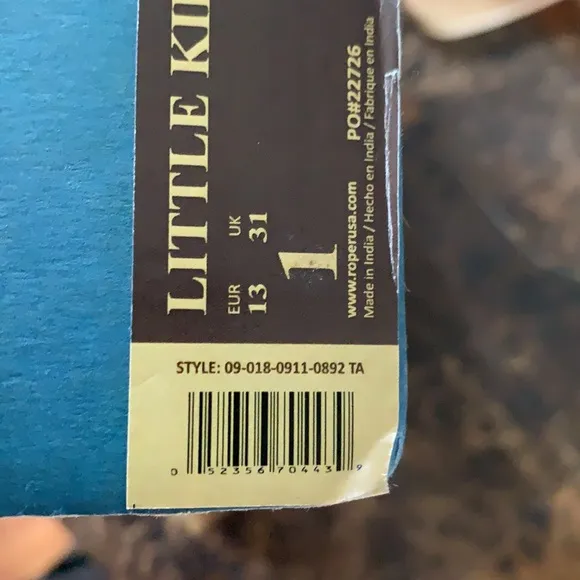 LITTLE KI
EUR UK
13 31
1
www.roperusa.com PO#22726
Made in India / Hecho en India / Fabrique en India
STYLE: 09-018-0911-0892 TA
0 52356 70443 9